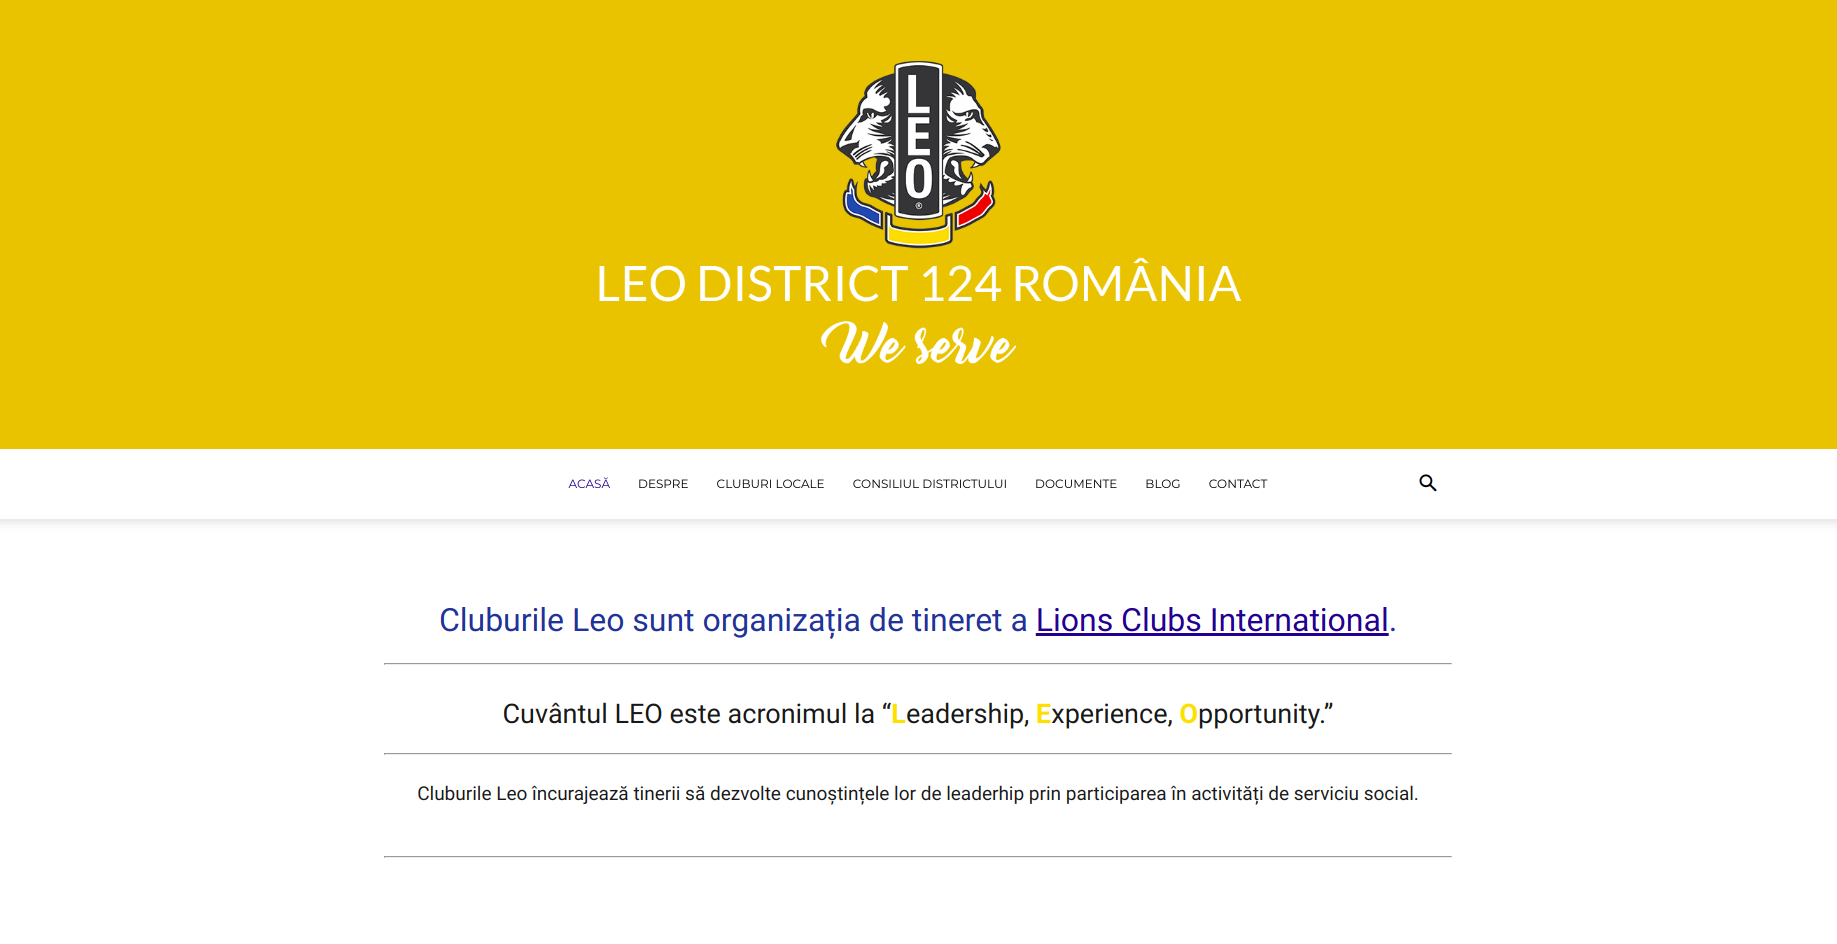 LEO
®
LEO DISTRICT 124 ROMÂNIA
We serve
ACASĂ DESPRE CLUBURI LOCALE CONSILIUL DISTRICTULUI DOCUMENTE BLOG CONTACT
Cluburile Leo sunt organizația de tineret a Lions Clubs International.
Cuvântul LEO este acronimul la “Leadership, Experience, Opportunity.”
Cluburile Leo încurajează tinerii să dezvolte cunoștințele lor de leaderhip prin participarea în activități de serviciu social.